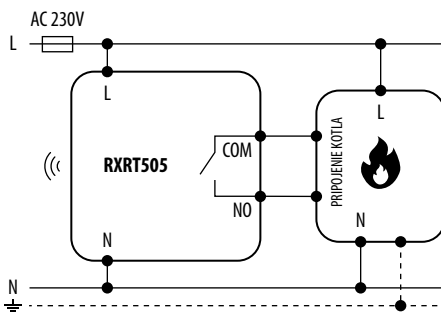 AC 230V
L
L
L
COM
RXRT505
PRIPOJENIE KOTLA
NO
N
N
N